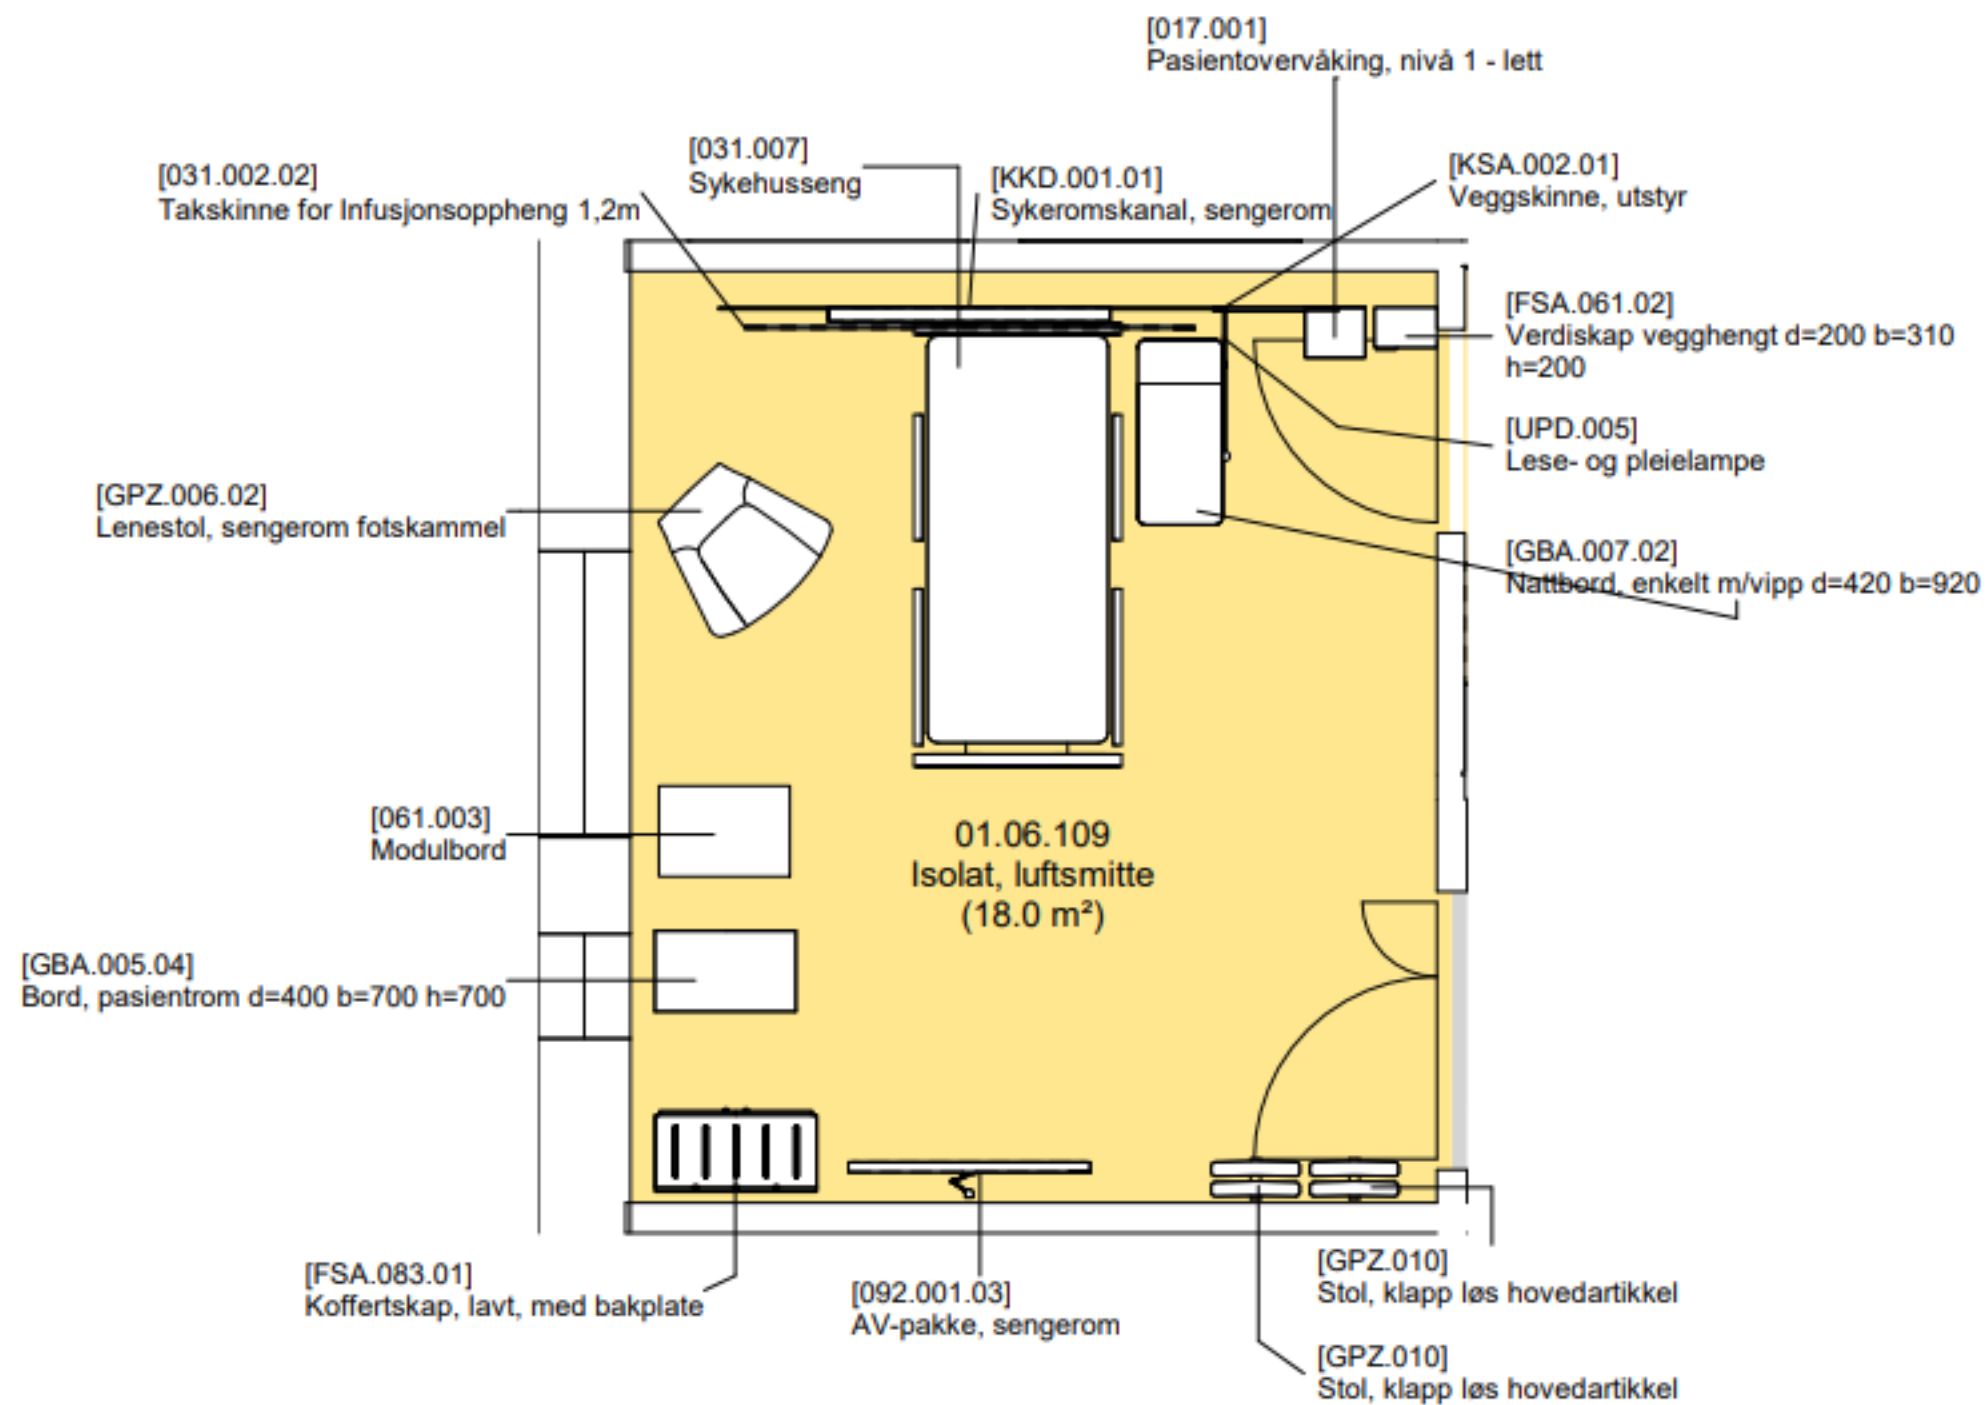 [017.001]
Pasientovervåking, nivå 1 - lett
[031.007]
Sykehusseng
[031.002.02]
Takskinne for Infusjonsoppheng 1,2m
[KKD.001.01]
Sykeromskanal, sengerom
[KSA.002.01]
Veggskinne, utstyr
[FSA.061.02]
Verdiskap vegghengt d=200 b=310
h=200
[UPD.005]
Lese- og pleielampe
[GPZ.006.02]
Lenestol, sengerom fotskammel
[GBA.007.02]
Nattbord, enkelt m/vipp d=420 b=920
[061.003]
Modulbord
01.06.109
Isolat, luftsmitte
(18.0 m²)
[GBA.005.04]
Bord, pasientrom d=400 b=700 h=700
[FSA.083.01]
Koffertskap, lavt, med bakplate
[092.001.03]
AV-pakke, sengerom
[GPZ.010]
Stol, klapp løs hovedartikkel
[GPZ.010]
Stol, klapp løs hovedartikkel